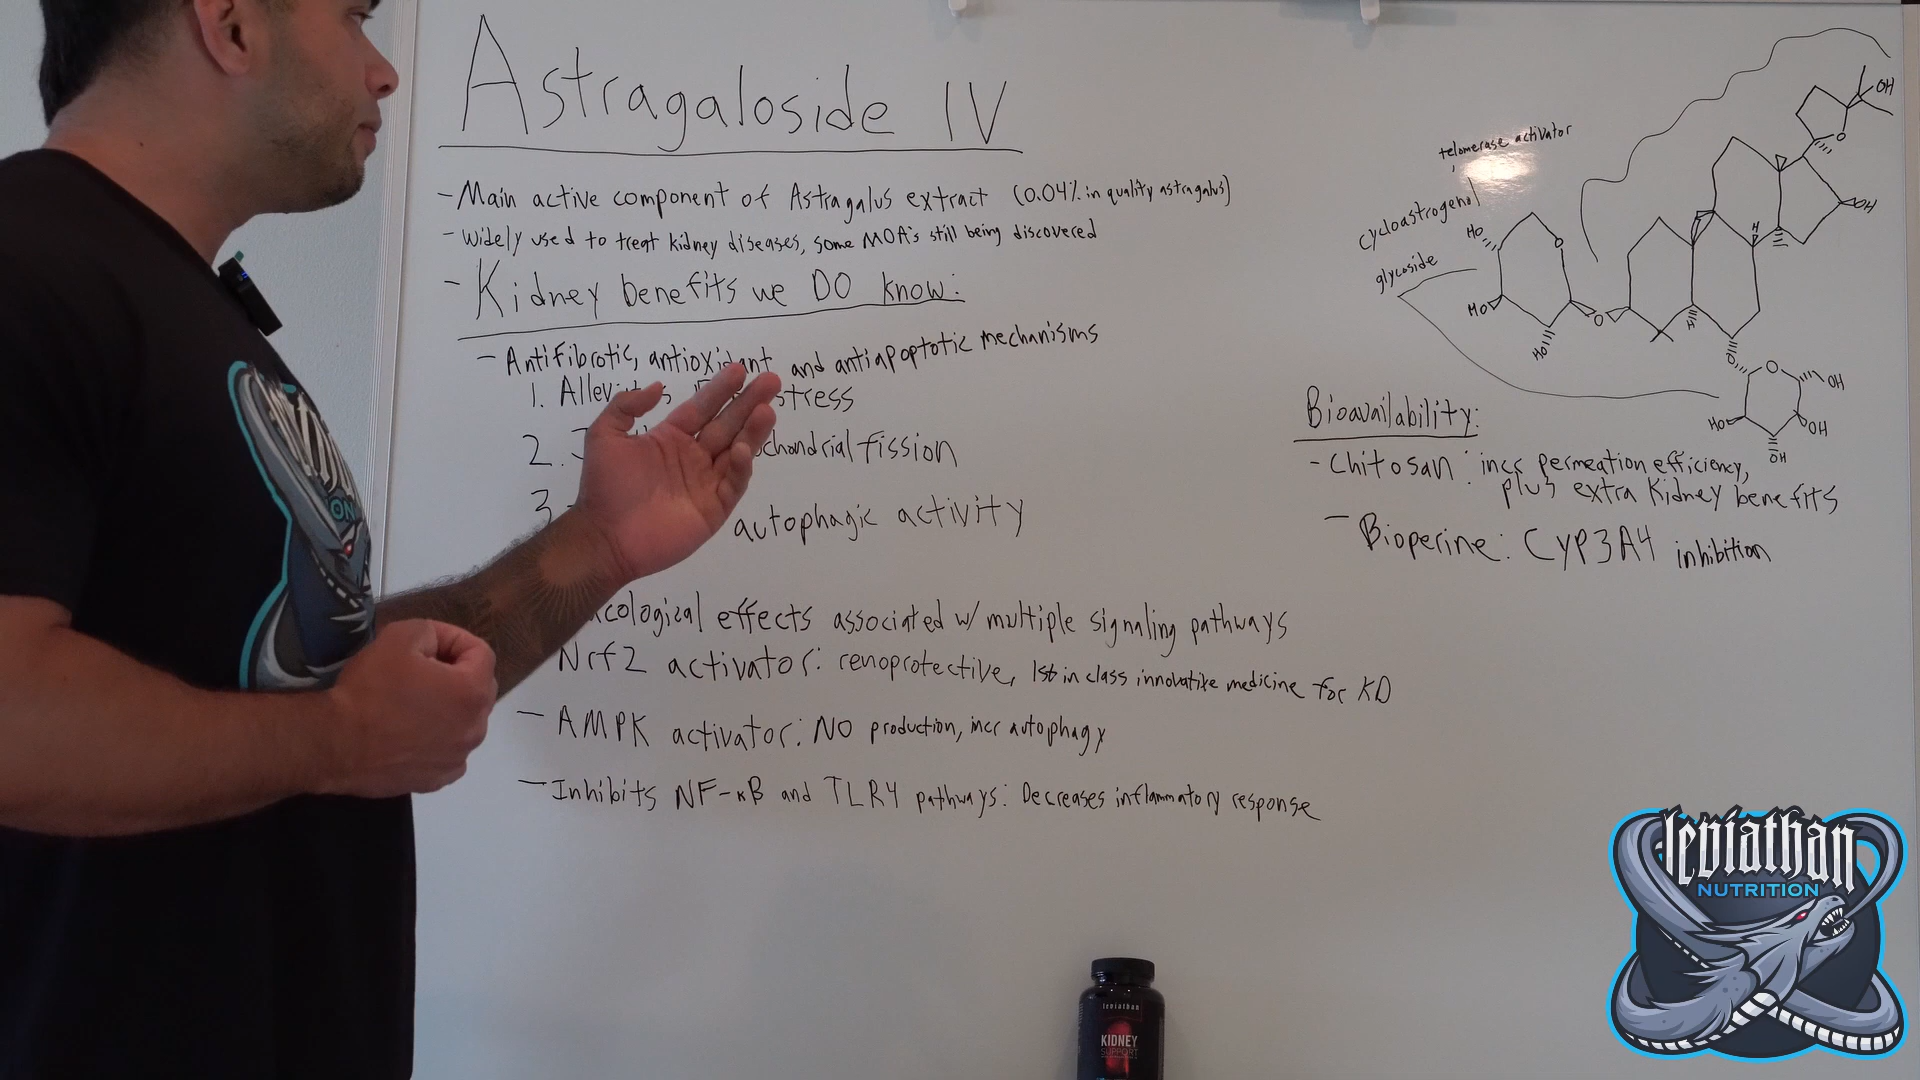 Astragaloside IV
- Main active component of Astragalus extract (0.04% in quality astragalus)
- Widely used to treat kidney diseases, some MOA's still being discovered
- Kidney benefits we DO know:
- Antifibrotic, antioxidant, and antiapoptotic mechanisms
1. stress
2. fission
3. autophagic activity
effects associated w/ multiple signaling pathways
Nrf2 activator: renoprotective, 1st in class innovative medicine for KD
- AMPK activator: NO production, incr autophagy
- Inhibits NF-κB and TLR4 pathways: Decreases inflammatory response
telomerase activator
cycloastrogenol
glycoside
HO
HO
HO
O
O
OH
O
OH
H
H
O
O
OH
HO
OH
OH
Bioavailability:
- Chitosan: incr permeation efficiency,
plus extra kidney benefits
- Bioperine: CYP3A4 inhibition
leviathan
KIDNEY
SUPPORT
leviathan
NUTRITION